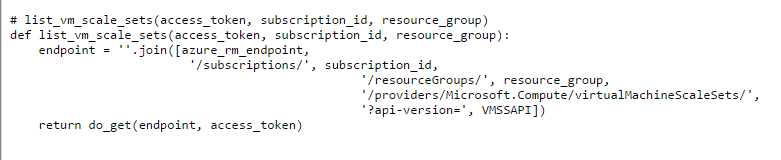 # list_vm_scale_sets(access_token, subscription_id, resource_group)
def list_vm_scale_sets(access_token, subscription_id, resource_group):
    endpoint = ''.join([azure_rm_endpoint,
                        '/subscriptions/', subscription_id,
                                                '/resourceGroups/', resource_group,
                                                '/providers/Microsoft.Compute/virtualMachineScaleSets/',
                                                '?api-version=', VMSSAPI])
    return do_get(endpoint, access_token)